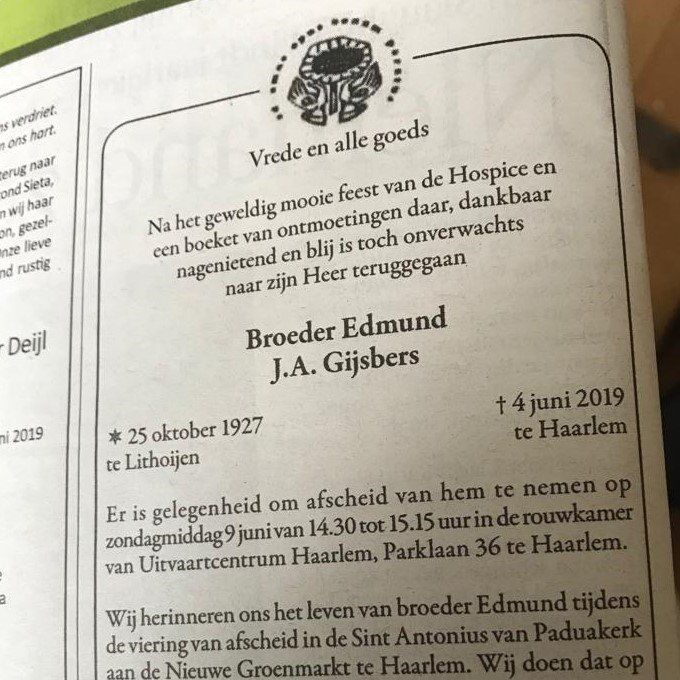 s verdriet.
n ons hart.
terug naar
ond Sieta,
n wij haar
on, gezel-
nze lieve
nd rustig
Deijl
ni 2019
a
Vrede en alle goeds
Na het geweldig mooie feest van de Hospice en
een boeket van ontmoetingen daar, dankbaar
nagenietend en blij is toch onverwachts
naar zijn Heer teruggegaan
Broeder Edmund
J.A. Gijsbers
* 25 oktober 1927
te Lithoijen
† 4 juni 2019
te Haarlem
Er is gelegenheid om afscheid van hem te nemen op
zondagmiddag 9 juni van 14.30 tot 15.15 uur in de rouwkamer
van Uitvaartcentrum Haarlem, Parklaan 36 te Haarlem.
Wij herinneren ons het leven van broeder Edmund tijdens
de viering van afscheid in de Sint Antonius van Paduakerk
aan de Nieuwe Groenmarkt te Haarlem. Wij doen dat op